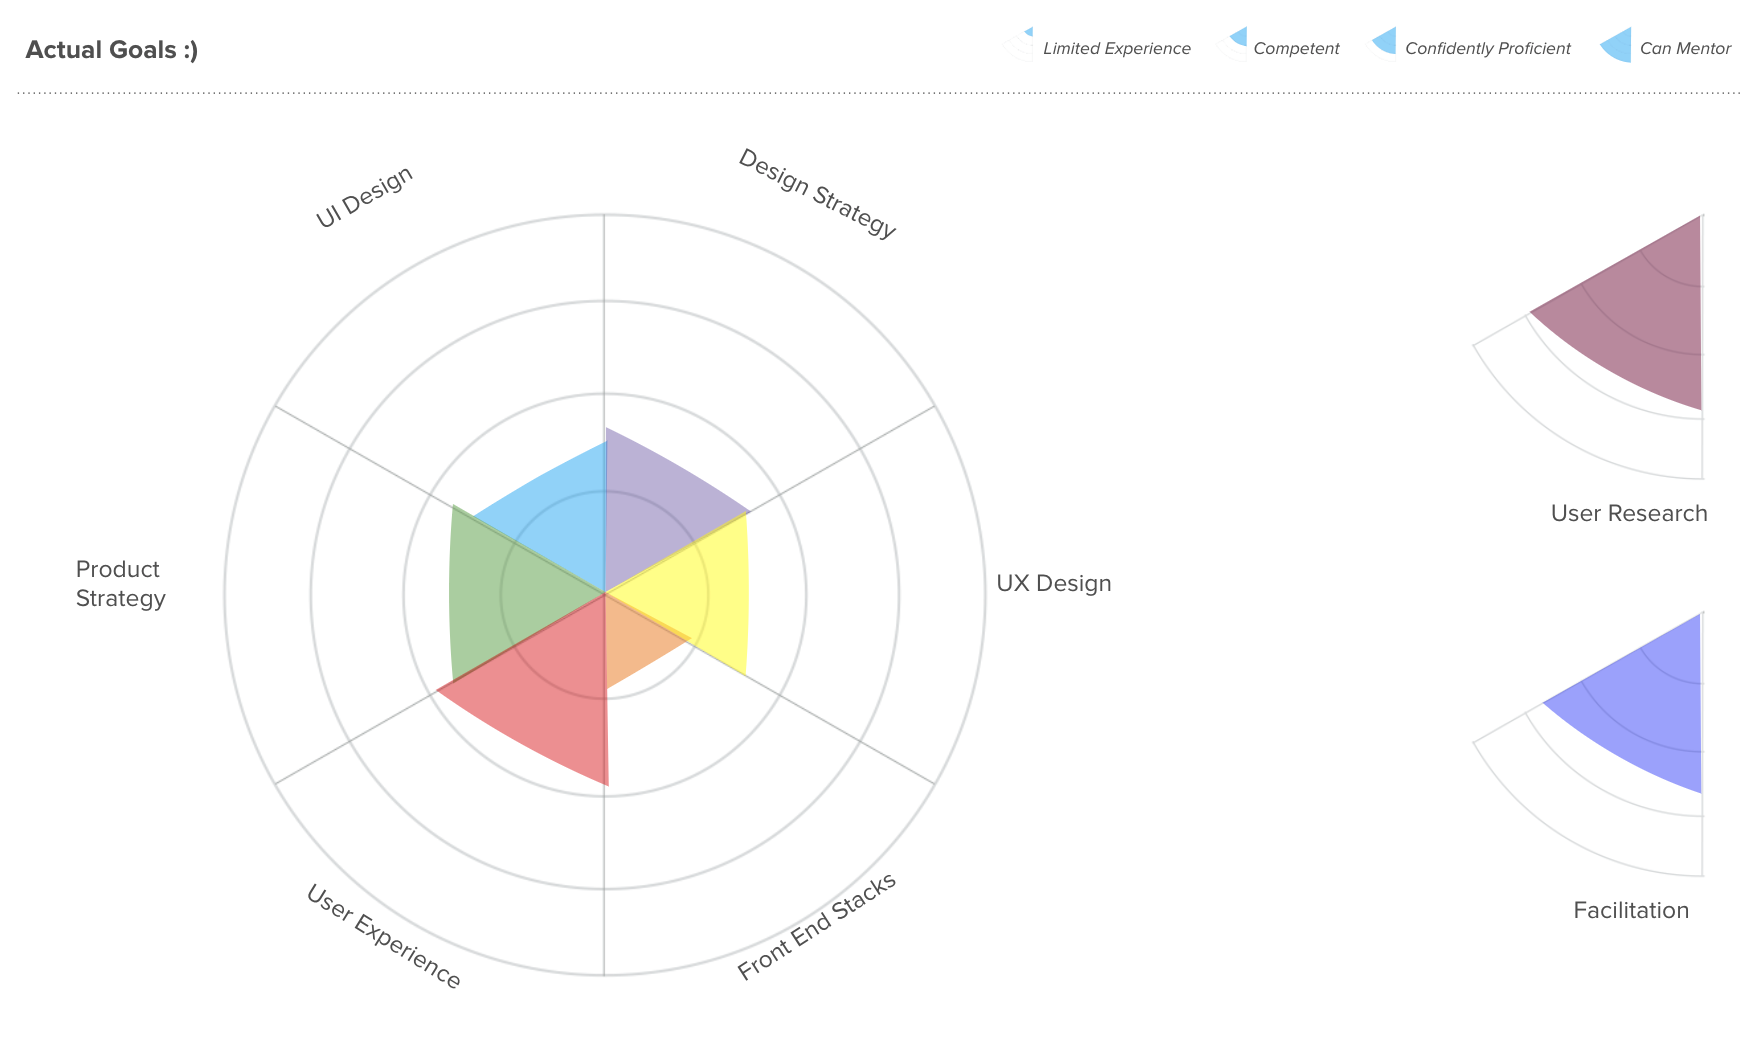 Actual Goals :)
Limited Experience
Competent
Confidently Proficient
Can Mentor
UI Design
Design Strategy
Product
Strategy
UX Design
User Experience
Front End Stacks
User Research
Facilitation